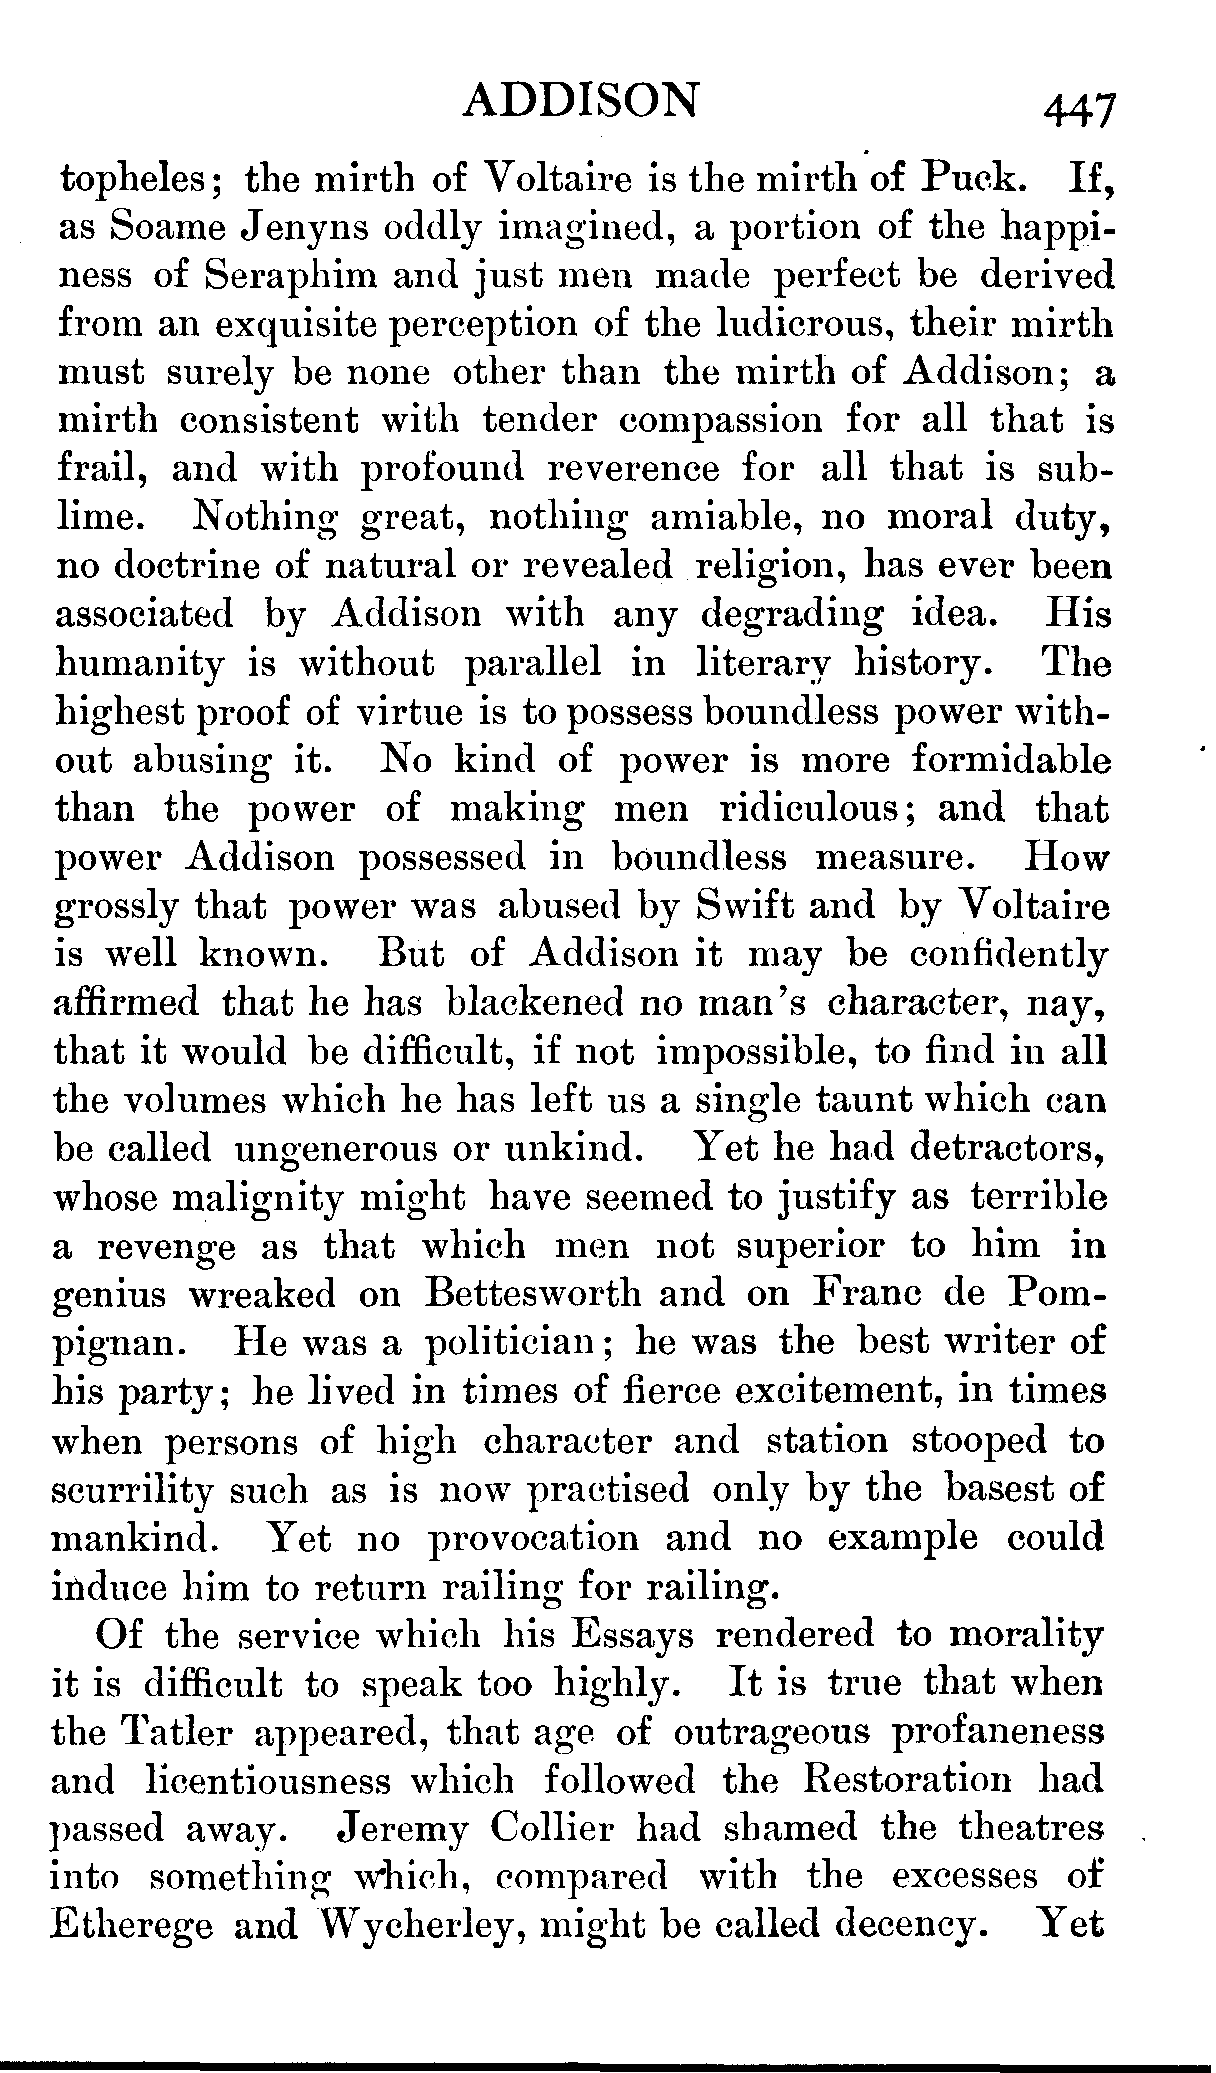 ADDISON 447
topheles; the mirth of Voltaire is the mirth of Puck. If,
as Soame Jenyns oddly imagined, a portion of the happi-
ness of Seraphim and just men made perfect be derived
from an exquisite perception of the ludicrous, their mirth
must surely be none other than the mirth of Addison; a
mirth consistent with tender compassion for all that is
frail, and with profound reverence for all that is sub-
lime. Nothing great, nothing amiable, no moral duty,
no doctrine of natural or revealed religion, has ever been
associated by Addison with any degrading idea. His
humanity is without parallel in literary history. The
highest proof of virtue is to possess boundless power with-
out abusing it. No kind of power is more formidable
than the power of making men ridiculous; and that
power Addison possessed in boundless measure. How
grossly that power was abused by Swift and by Voltaire
is well known. But of Addison it may be confidently
affirmed that he has blackened no man's character, nay,
that it would be difficult, if not impossible, to find in all
the volumes which he has left us a single taunt which can
be called ungenerous or unkind. Yet he had detractors,
whose malignity might have seemed to justify as terrible
a revenge as that which men not superior to him in
genius wreaked on Bettesworth and on Franc de Pom-
pignan. He was a politician; he was the best writer of
his party; he lived in times of fierce excitement, in times
when persons of high character and station stooped to
scurrility such as is now practised only by the basest of
mankind. Yet no provocation and no example could
induce him to return railing for railing.
Of the service which his Essays rendered to morality
it is difficult to speak too highly. It is true that when
the Tatler appeared, that age of outrageous profaneness
and licentiousness which followed the Restoration had
passed away. Jeremy Collier had shamed the theatres
into something which, compared with the excesses of
Etherege and Wycherley, might be called decency. Yet